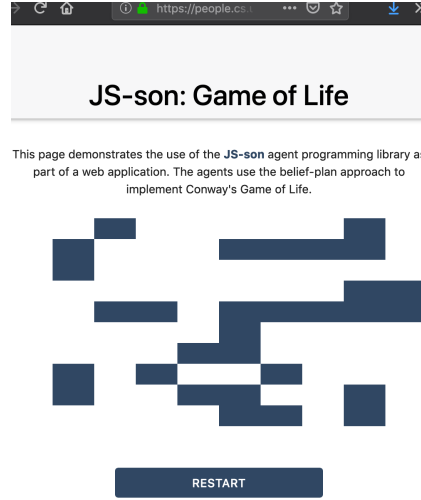 https://people.cs.
JS-son: Game of Life
This page demonstrates the use of the JS-son agent programming library
part of a web application. The agents use the belief-plan approach to
implement Conway's Game of Life.
RESTART